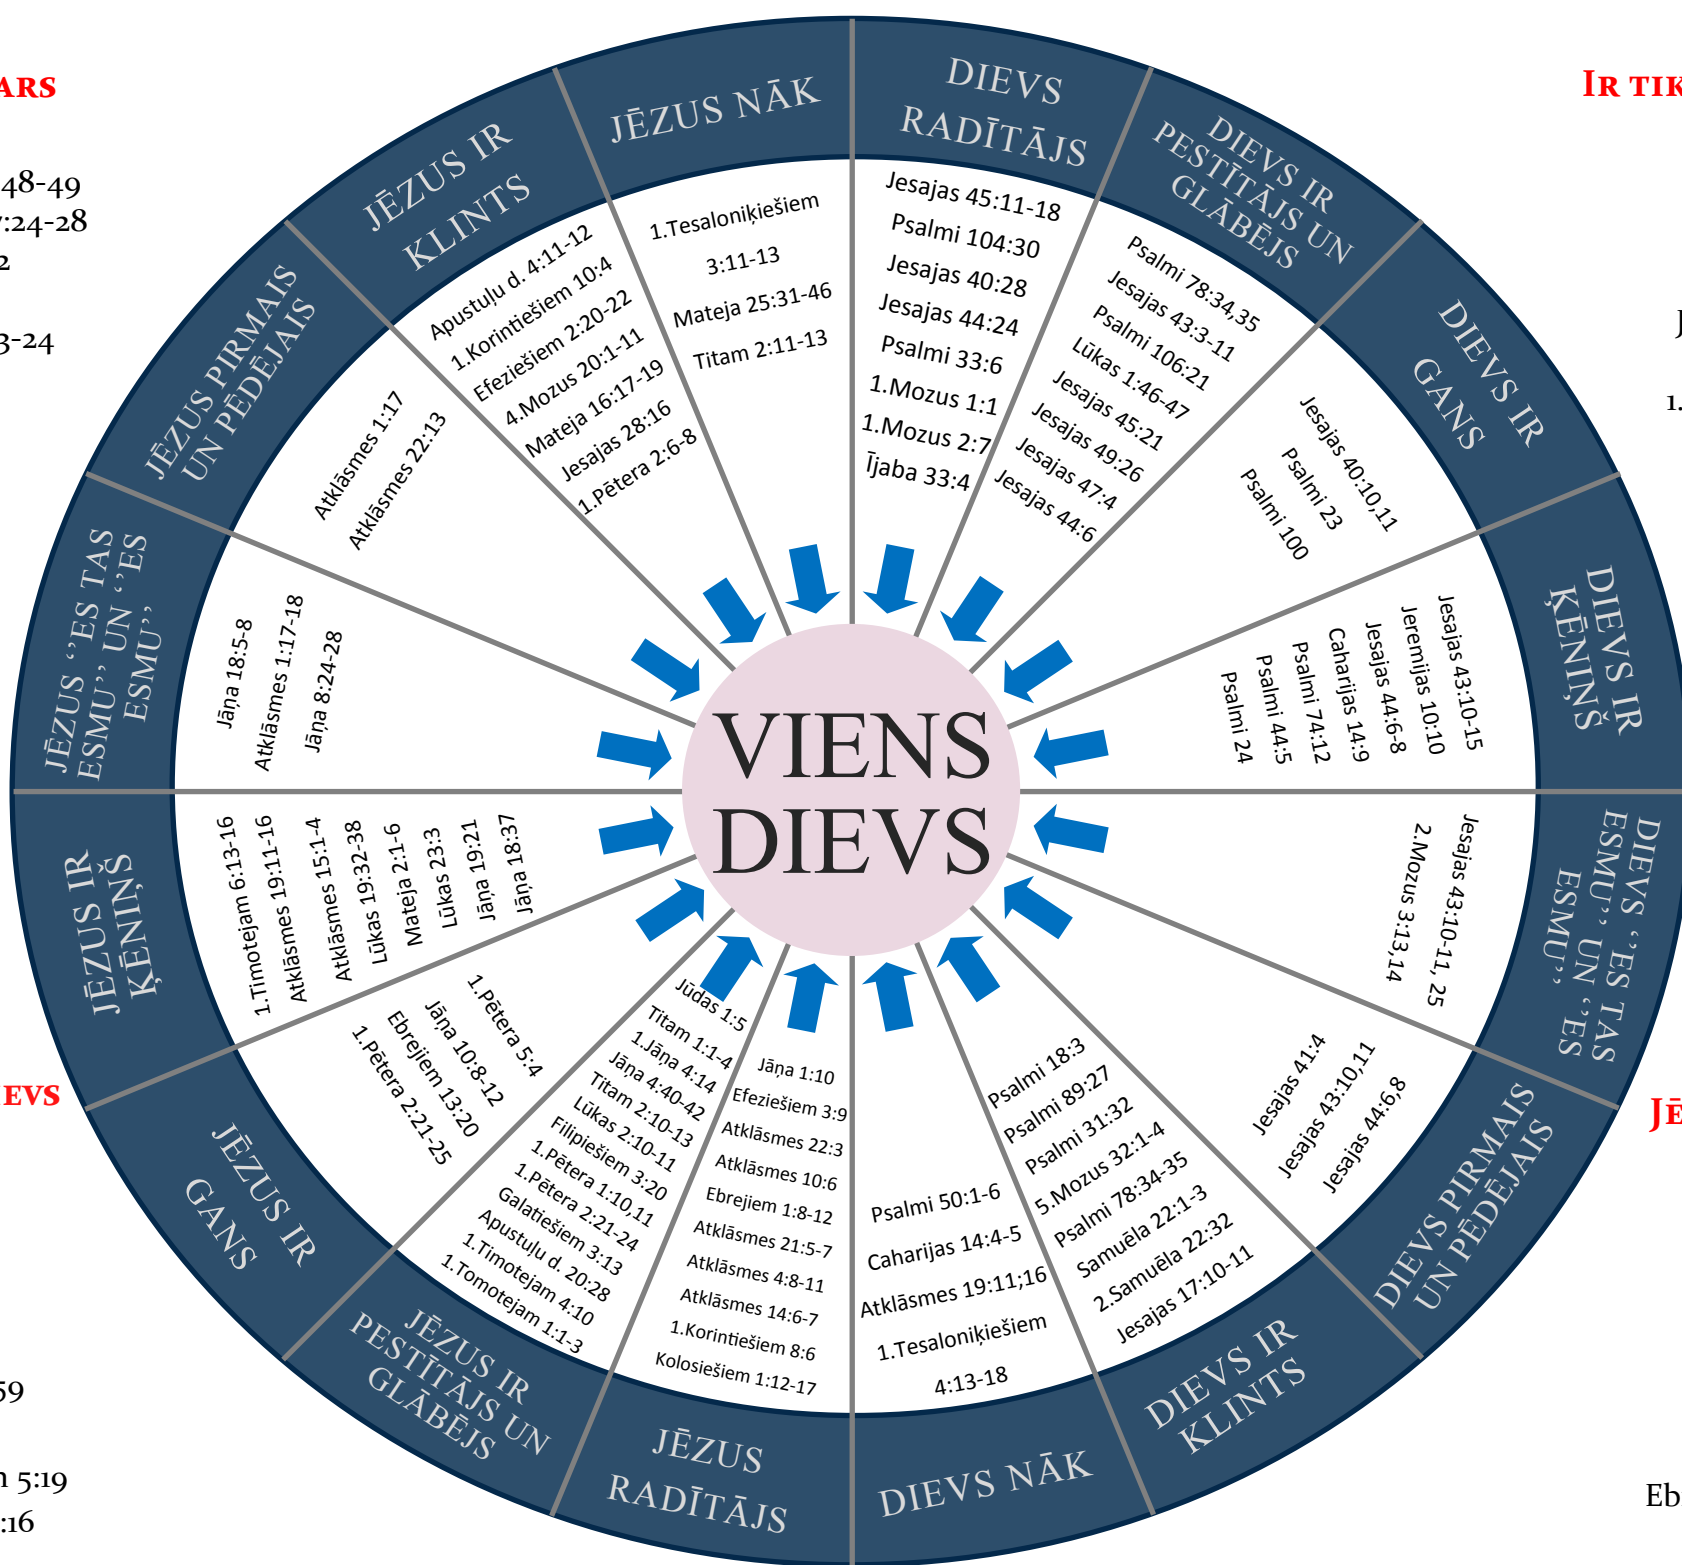 ARS
48-49
7:24-28
2
3-24
IEVS
59
n 5:19
:16
IR TIK
J
1.
JĒ
Eb
VIENS
DIEVS
DIEVS
RADĪTĀJS
Jesajas 45:11-18
Psalmi 104:30
Jesajas 40:28
Jesajas 44:24
Psalmi 33:6
1.Mozus 1:1
1.Mozus 2:7
Ījaba 33:4
DIEVS IR
PESTĪTĀJS UN
GLĀBĒJS
Psalmi 78:34,35
Jesajas 43:3-11
Psalmi 106:21
Lūkas 1:46-47
Jesajas 45:21
Jesajas 49:26
Jesajas 47:4
Jesajas 44:6
DIEVS IR
GANS
Jesajas 40:10,11
Psalmi 23
Psalmi 100
DIEVS IR
ĶĒNIŅŠ
Jesajas 43:10-15
Jeremijas 10:10
Jesajas 44:6-8
Caharijas 14:9
Psalmi 74:12
Psalmi 44:5
Psalmi 24
DIEVS ‘’ES TAS
ESMU’’ UN ‘’ES
ESMU’’
Jesajas 43:10-11, 25
2.Mozus 3:13,14
DIEVS PIRMAIS
UN PĒDĒJAIS
Jesajas 41:4
Jesajas 43:10,11
Jesajas 44:6,8
DIEVS IR
KLINTS
Psalmi 18:3
Psalmi 89:27
Psalmi 31:32
5.Mozus 32:1-4
Psalmi 78:34-35
Samuēla 22:1-3
2.Samuēla 22:32
Jesajas 17:10-11
DIEVS NĀK
Psalmi 50:1-6
Caharijas 14:4-5
Atklāsmes 19:11;16
1.Tesaloniķiešiem
4:13-18
JĒZUS
RADĪTĀJS
Jāņa 1:10
Efeziešiem 3:9
Atklāsmes 22:3
Atklāsmes 10:6
Ebrejiem 1:8-12
Atklāsmes 21:5-7
Atklāsmes 4:8-11
Atklāsmes 14:6-7
1.Korintiešiem 8:6
Kolosiešiem 1:12-17
JĒZUS IR
PESTĪTĀJS UN
GLĀBĒJS
Jūdas 1:5
Titam 1:1-4
1.Jāņa 4:14
Jāņa 4:40-42
Titam 2:10-13
Lūkas 2:10-11
Filipiešiem 3:20
1.Pētera 1:10,11
1.Pētera 2:21-24
Galatiešiem 3:13
Apustuļu d. 20:28
1.Timotejam 4:10
1.Tomotejam 1:1-3
JĒZUS IR
GANS
1.Pētera 5:4
Jāņa 10:8-12
Ebrejiem 13:20
1.Pētera 2:21-25
JĒZUS IR
ĶĒNIŅŠ
1.Timotejam 6:13-16
Atklāsmes 19:11-16
Atklāsmes 15:1-4
Lūkas 19:32-38
Mateja 2:1-6
Lūkas 23:3
Jāņa 19:21
Jāņa 18:37
JĒZUS ‘’ES TAS
ESMU’’ UN ‘’ES
ESMU’’
Jāņa 18:5-8
Atklāsmes 1:17-18
Jāņa 8:24-28
JĒZUS PIRMAIS
UN PĒDĒJAIS
Atklāsmes 1:17
Atklāsmes 22:13
JĒZUS IR
KLINTS
Apustuļu d. 4:11-12
1.Korintiešiem 10:4
Efeziešiem 2:20-22
4.Mozus 20:1-11
Mateja 16:17-19
Jesajas 28:16
1.Pētera 2:6-8
JĒZUS NĀK
1.Tesaloniķiešiem
3:11-13
Mateja 25:31-46
Titam 2:11-13